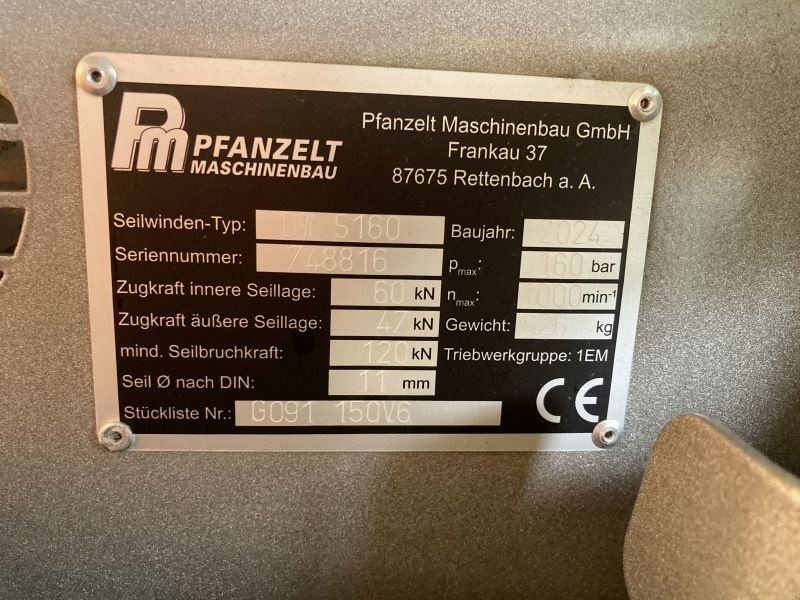 Pm PFANZELT
MASCHINENBAU
Pfanzelt Maschinenbau GmbH
Frankau 37
87675 Rettenbach a. A.
Seilwinden-Typ: DW S160
Baujahr: 2024
Seriennummer: 748816
pmax: 160 bar
Zugkraft innere Seillage: 60 kN
nmax: 1000 min-1
Zugkraft äußere Seillage: 47 kN
Gewicht: kg
mind. Seilbruchkraft: 120 kN
Triebwerkgruppe: 1EM
Seil Ø nach DIN: 11 mm
Stückliste Nr.: G091 150V6
CE